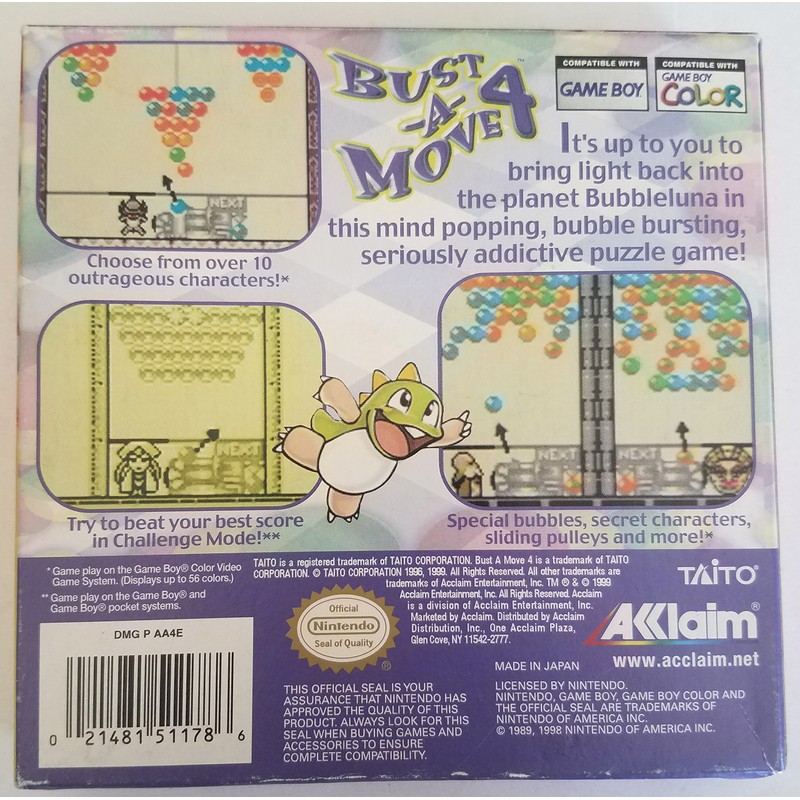 BUST
-A-
MOVE 4™
COMPATIBLE WITH
GAME BOY
COMPATIBLE WITH
GAME BOY
COLOR
It's up to you to
bring light back into
the planet Bubbleluna in
this mind popping, bubble bursting,
seriously addictive puzzle game!
NEXT
Choose from over 10
outrageous characters!*
NEXT
Try to beat your best score
in Challenge Mode!**
NEXT
NEXT
Special bubbles, secret characters,
sliding pulleys and more!*
* Game play on the Game Boy® Color Video
Game System. (Displays up to 56 colors.)
** Game play on the Game Boy® and
Game Boy® pocket systems.
TAITO is a registered trademark of TAITO CORPORATION. Bust A Move 4 is a trademark of TAITO
CORPORATION. © TAITO CORPORATION 1996, 1999. All Rights Reserved. All other trademarks are
trademarks of Acclaim Entertainment, Inc. TM ® & © 1999
Acclaim Entertainment, Inc. All Rights Reserved. Acclaim
is a division of Acclaim Entertainment, Inc.
Marketed by Acclaim. Distributed by Acclaim
Distribution, Inc., One Acclaim Plaza,
Glen Cove, NY 11542-2777.
TAITO®
AKKlaim®
www.acclaim.net
Official
Nintendo
Seal of Quality
®
DMG P AA4E
0 21481 51178 6
THIS OFFICIAL SEAL IS YOUR
ASSURANCE THAT NINTENDO HAS
APPROVED THE QUALITY OF THIS
PRODUCT. ALWAYS LOOK FOR THIS
SEAL WHEN BUYING GAMES AND
ACCESSORIES TO ENSURE
COMPLETE COMPATIBILITY.
MADE IN JAPAN
LICENSED BY NINTENDO.
NINTENDO, GAME BOY, GAME BOY COLOR AND
THE OFFICIAL SEAL ARE TRADEMARKS OF
NINTENDO OF AMERICA INC.
© 1989, 1998 NINTENDO OF AMERICA INC.